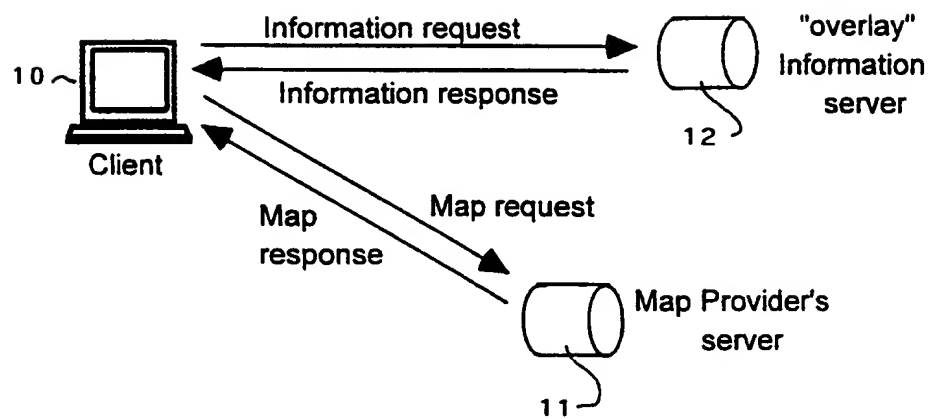 Information request
"overlay"
Information
server
10
Information response
12
Client
Map request
Map
response
Map Provider's
server
11